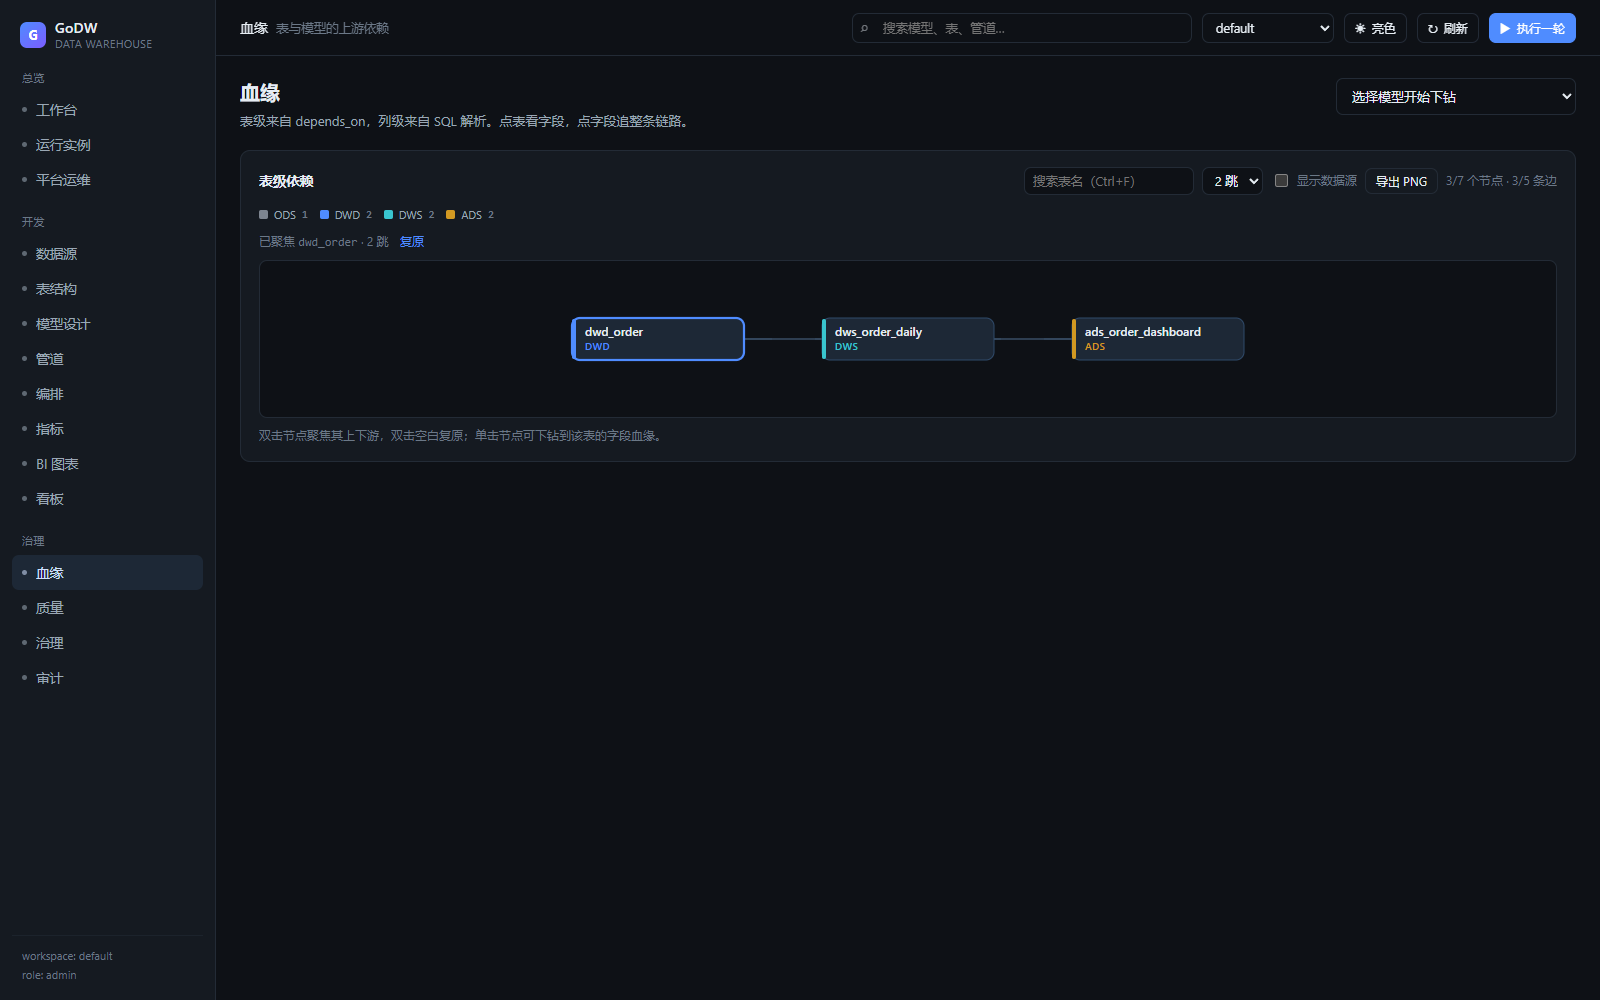 G
GoDW
DATA WAREHOUSE
总览
工作台
运行实例
平台运维
开发
数据源
表结构
模型设计
管道
编排
指标
BI 图表
看板
治理
血缘
质量
治理
审计
workspace: default
role: admin
血缘 表与模型的上游依赖
搜索模型、表、管道...
default
亮色
刷新
执行一轮
血缘
表级来自 depends_on，列级来自 SQL 解析。点表看字段，点字段追整条链路。
选择模型开始下钻
表级依赖
搜索表名（Ctrl+F）
2 跳
显示数据源
导出 PNG
3/7 个节点 · 3/5 条边
ODS 1 DWD 2 DWS 2 ADS 2
已聚焦 dwd_order · 2 跳 复原
dwd_order
DWD
dws_order_daily
DWS
ads_order_dashboard
ADS
双击节点聚焦其上下游，双击空白复原；单击节点可下钻到该表的字段血缘。